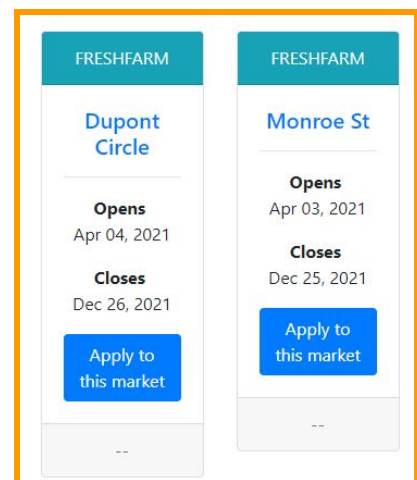 FRESHFARM
Dupont
Circle
Opens
Apr 04, 2021
Closes
Dec 26, 2021
Apply to
this market
--
FRESHFARM
Monroe St
Opens
Apr 03, 2021
Closes
Dec 25, 2021
Apply to
this market
--